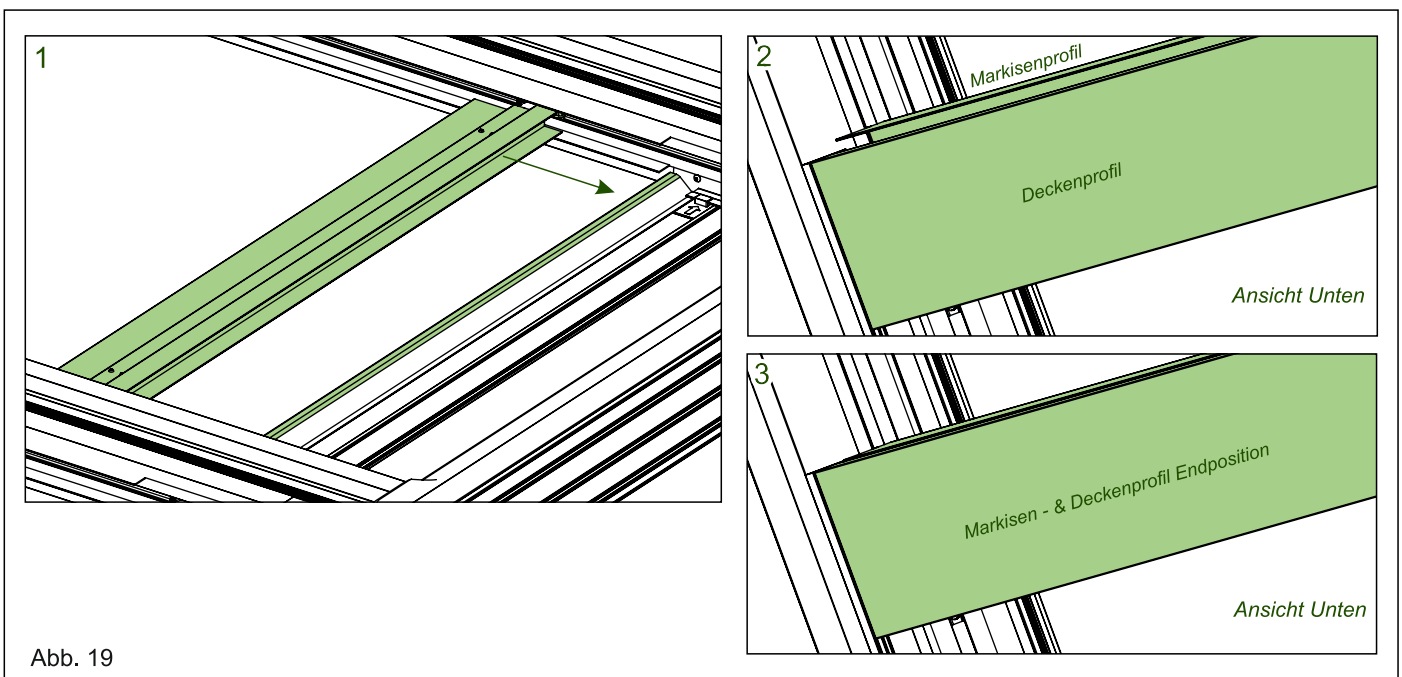 1
2
Markisenprofil
Deckenprofil
Ansicht Unten
3
Markisen - & Deckenprofil Endposition
Ansicht Unten
Abb. 19